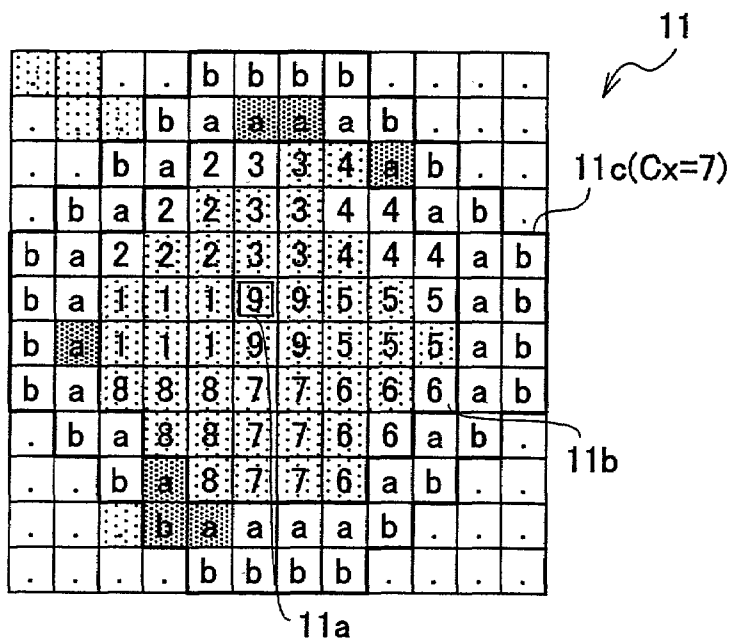 11
. . . . b b b b . . . .
. . . b a a a a b . . .
. . b a 2 3 3 4 a b . .
11c(Cx=7)
. b a 2 2 3 3 4 4 a b .
b a 2 2 2 3 3 4 4 4 a b
b a 1 1 1 9 9 5 5 5 a b
b a 1 1 1 9 9 5 5 5 a b
b a 8 8 8 7 7 6 6 6 a b
. b a 8 8 7 7 6 6 a b .
11b
. . b a 8 7 7 6 a b . .
. . . b a a a a b . . .
. . . . b b b b . . . .
11a